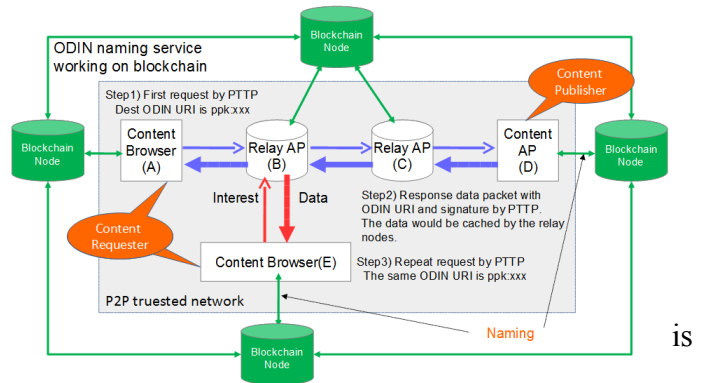 ODIN naming service
working on blockchain
Blockchain
Node
Content
Publisher
Step1) First request by PTTP
Dest ODIN URI is ppk:xxx
Blockchain
Node
Content
Browser
(A)
Relay AP
(B)
Relay AP
(C)
Content
AP
(D)
Blockchain
Node
Interest
Data
Step2) Response data packet with
ODIN URI and signature by PTTP.
The data would be cached by the relay
nodes.
Content
Requester
Content Browser(E)
Step3) Repeat request by PTTP
The same ODIN URI is ppk:xxx
P2P truested network
Naming
is
Blockchain
Node